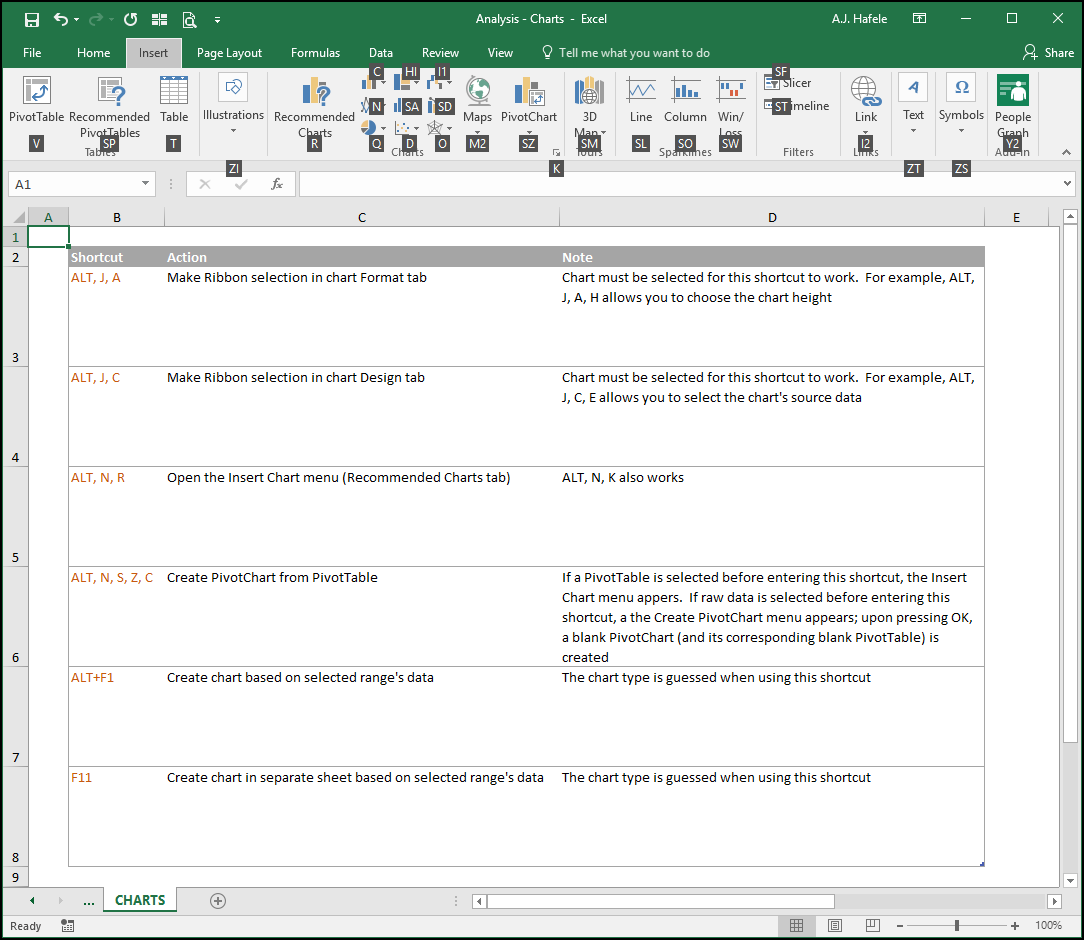 Analysis - Charts - Excel
A.J. Hafele
File Home Insert Page Layout Formulas Data Review View Tell me what you want to do Share
PivotTable
Recommended
PivotTables
Table
Illustrations
Recommended
Charts
Maps
PivotChart
3D
Map
Line
Column
Win/
Loss
Slicer
Timeline
Link
Text
Symbols
People
Graph
C HI I1 SF
N SA SD ST
V SP T R Q D O M2 SZ SM SL SO SW I2 Y2
Tables Charts Tours Sparklines Filters Links Add-in
ZI K ZT ZS
A1 fx
A B C D E
1
2 Shortcut Action Note
ALT, J, A Make Ribbon selection in chart Format tab Chart must be selected for this shortcut to work. For example, ALT,
J, A, H allows you to choose the chart height
3
ALT, J, C Make Ribbon selection in chart Design tab Chart must be selected for this shortcut to work. For example, ALT,
J, C, E allows you to select the chart's source data
4
ALT, N, R Open the Insert Chart menu (Recommended Charts tab) ALT, N, K also works
5
ALT, N, S, Z, C Create PivotChart from PivotTable If a PivotTable is selected before entering this shortcut, the Insert
Chart menu appers. If raw data is selected before entering this
shortcut, a the Create PivotChart menu appears; upon pressing OK,
a blank PivotChart (and its corresponding blank PivotTable) is
6 created
ALT+F1 Create chart based on selected range's data The chart type is guessed when using this shortcut
7
F11 Create chart in separate sheet based on selected range's data The chart type is guessed when using this shortcut
8
9
... CHARTS
Ready 100%